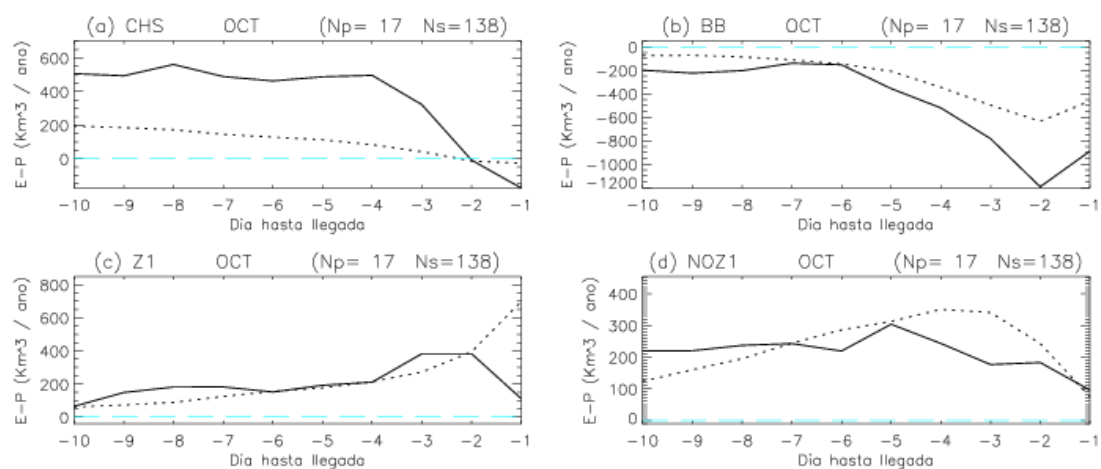 (a) CHS OCT (Np= 17 Ns=138)
E-P (Km^3 / ano)
600
400
200
0
-10 -9 -8 -7 -6 -5 -4 -3 -2 -1
Dia hasta llegada
(b) BB OCT (Np= 17 Ns=138)
E-P (Km^3 / ano)
0
-200
-400
-600
-800
-1000
-1200
-10 -9 -8 -7 -6 -5 -4 -3 -2 -1
Dia hasta llegada
(c) Z1 OCT (Np= 17 Ns=138)
E-P (Km^3 / ano)
800
600
400
200
0
-10 -9 -8 -7 -6 -5 -4 -3 -2 -1
Dia hasta llegada
(d) NOZ1 OCT (Np= 17 Ns=138)
E-P (Km^3 / ano)
400
300
200
100
0
-10 -9 -8 -7 -6 -5 -4 -3 -2 -1
Dia hasta llegada